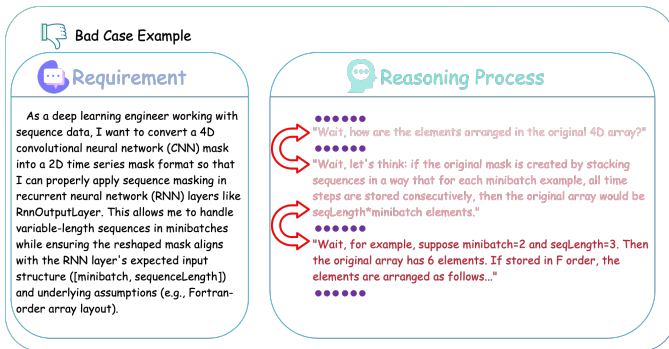 Bad Case Example
Requirement
As a deep learning engineer working with
sequence data, I want to convert a 4D
convolutional neural network (CNN) mask
into a 2D time series mask format so that
I can properly apply sequence masking in
recurrent neural network (RNN) layers like
RnnOutputLayer. This allows me to handle
variable-length sequences in minibatches
while ensuring the reshaped mask aligns
with the RNN layer's expected input
structure ([minibatch, sequenceLength])
and underlying assumptions (e.g., Fortran-
order array layout).
Reasoning Process
"Wait, how are the elements arranged in the original 4D array?"
"Wait, let's think: if the original mask is created by stacking
sequences in a way that for each minibatch example, all time
steps are stored consecutively, then the original array would be
seqLength*minibatch elements."
"Wait, for example, suppose minibatch=2 and seqLength=3. Then
the original array has 6 elements. If stored in F order, the
elements are arranged as follows..."